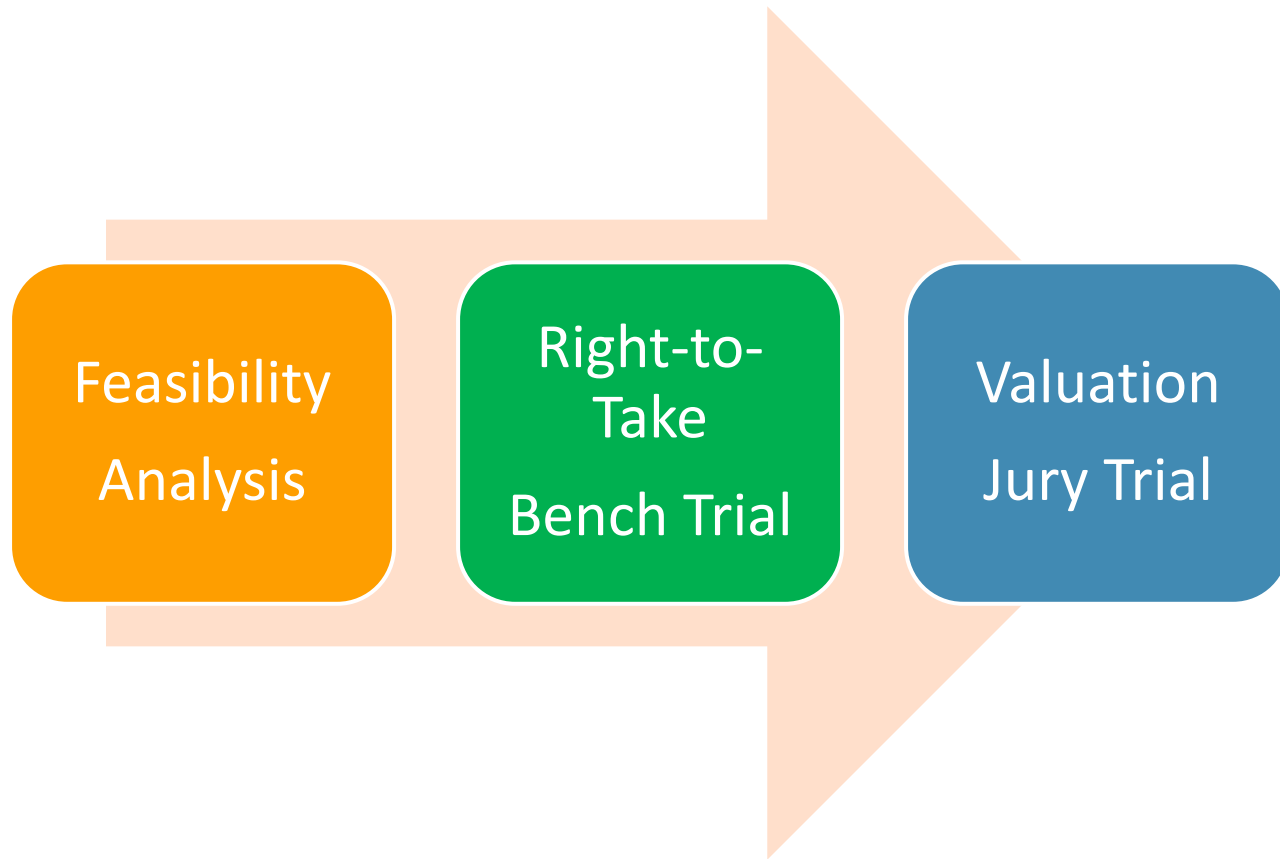 Feasibility
Analysis
Right-to-
Take
Bench Trial
Valuation
Jury Trial